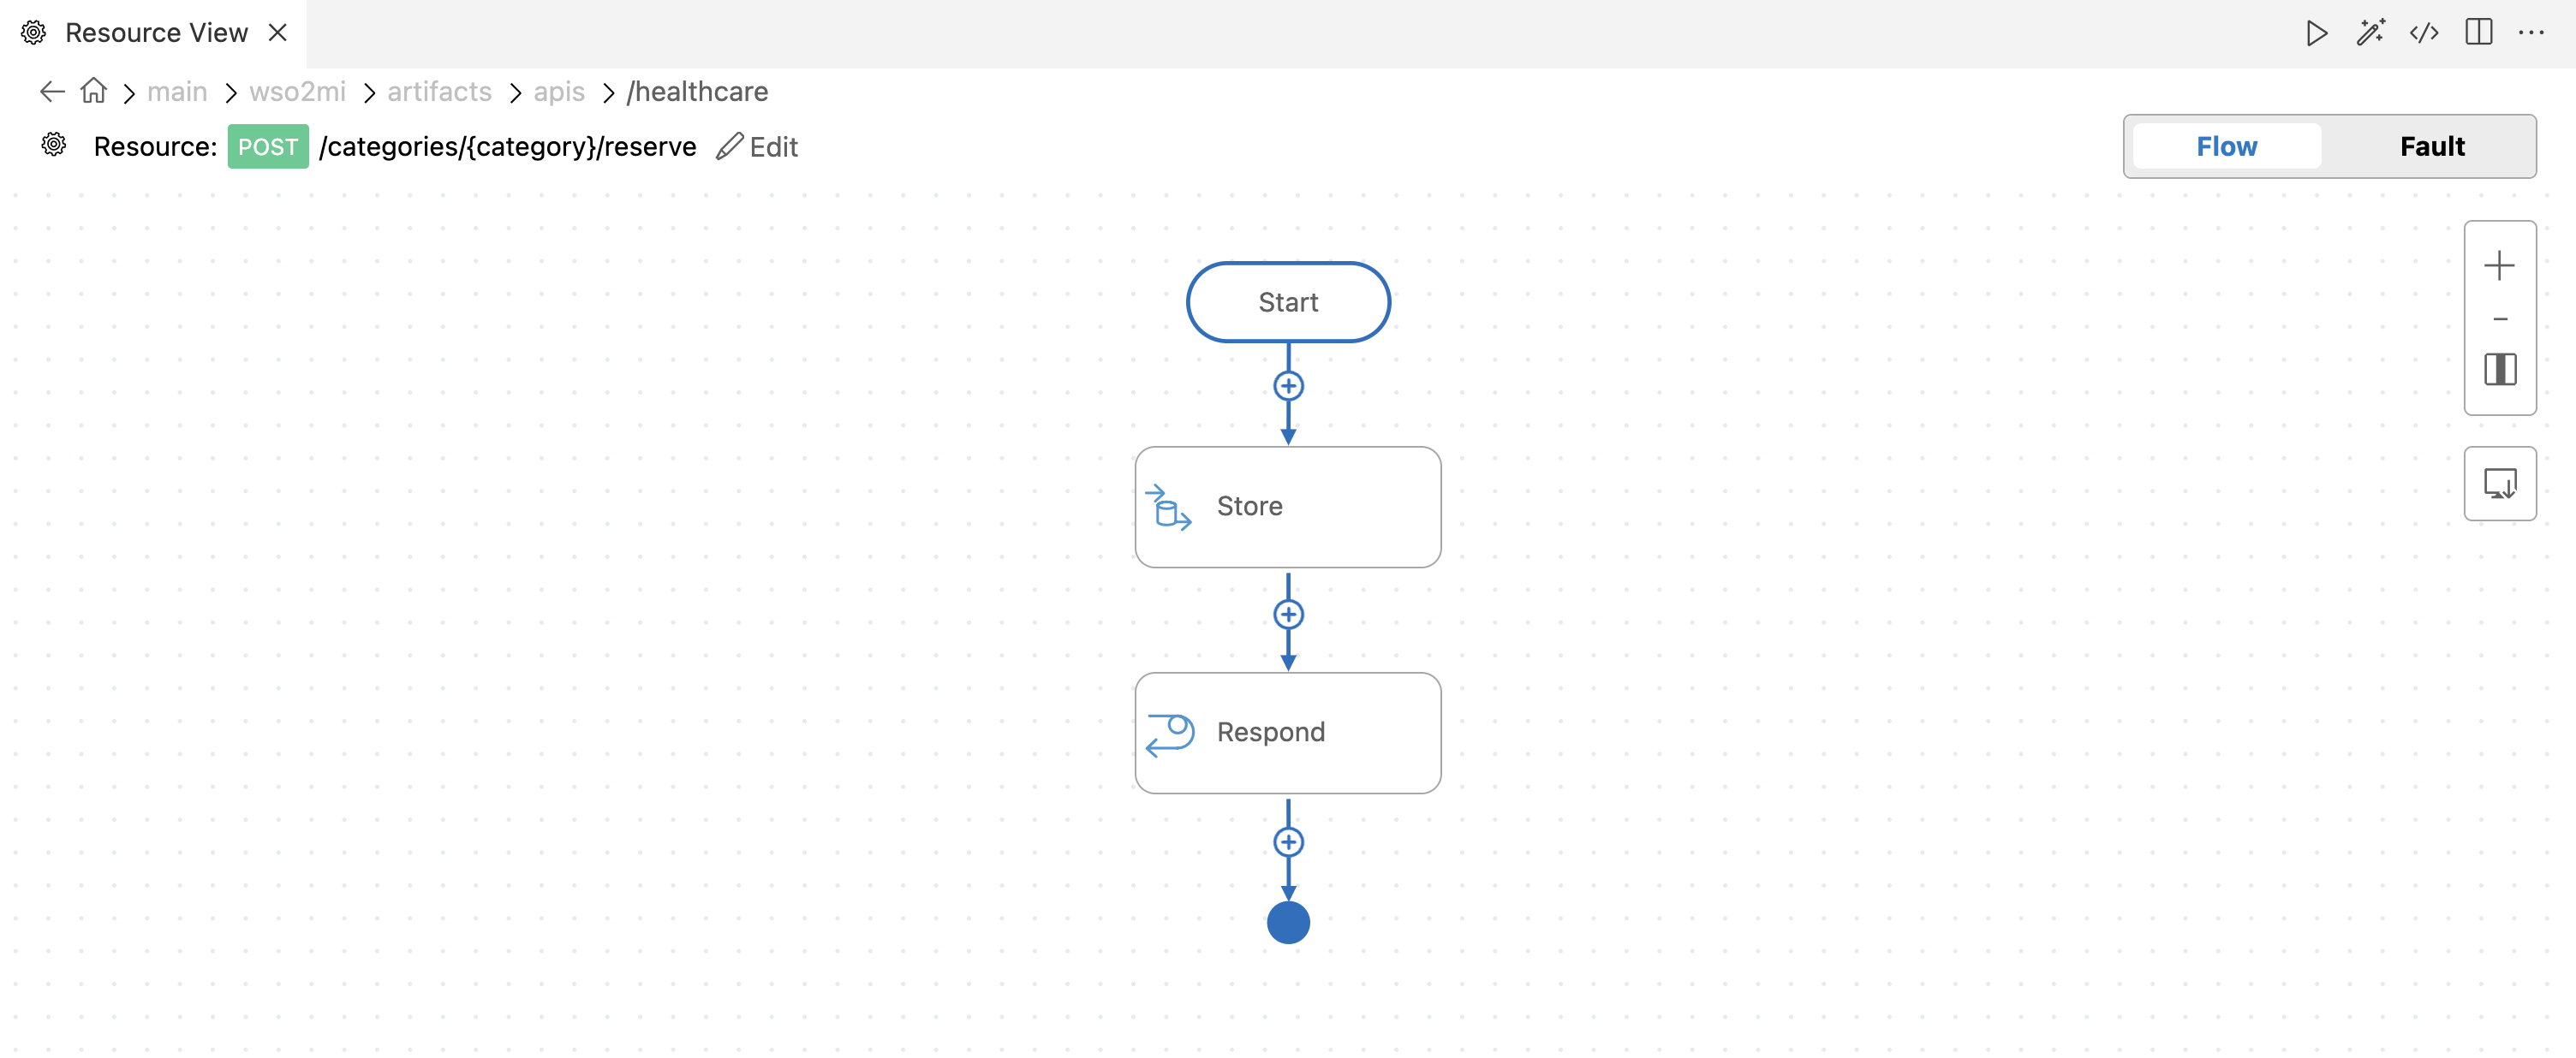 Resource View
main > wso2mi > artifacts > apis > /healthcare
Resource: POST /categories/{category}/reserve Edit
Flow Fault
Start
Store
Respond